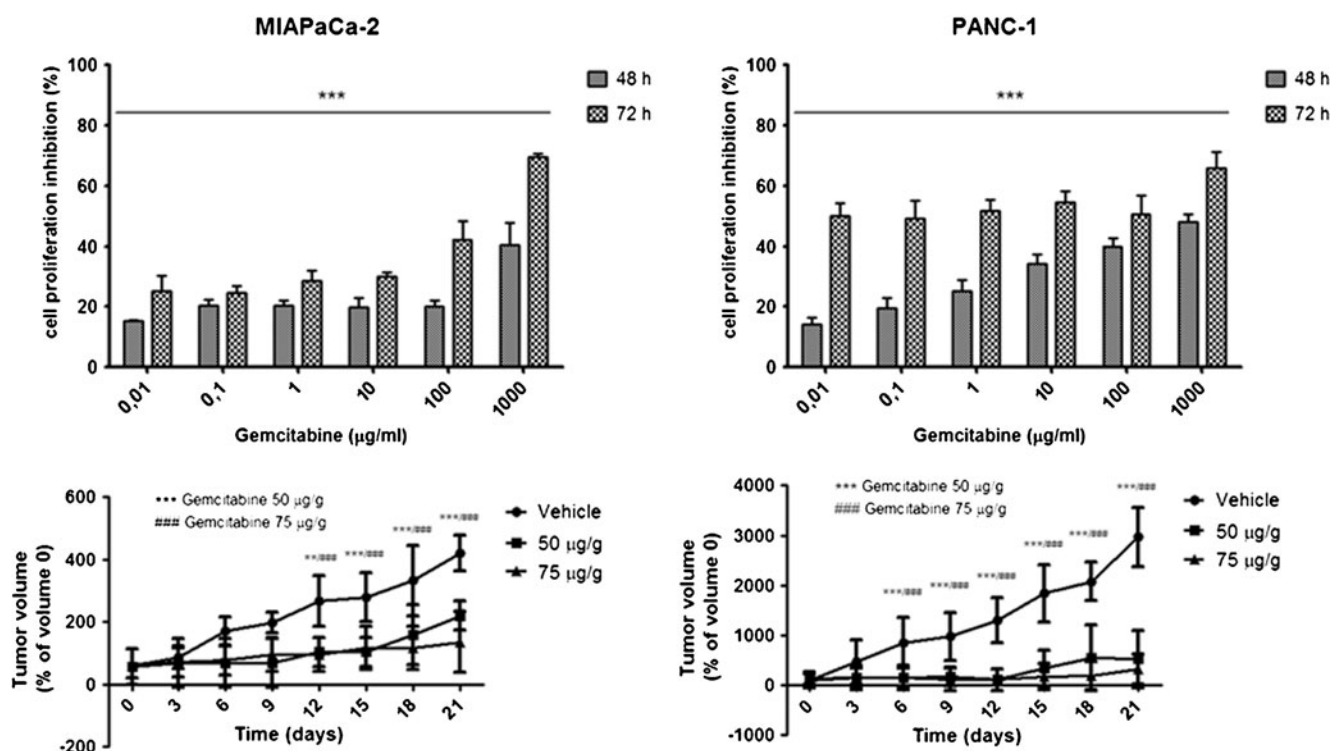 MIAPaCa-2
100
80
60
40
20
0
cell proliferation inhibition (%)
***
48 h
72 h
0,01
0,1
1
10
100
1000
Gemcitabine (µg/ml)
PANC-1
100
80
60
40
20
0
cell proliferation inhibition (%)
***
48 h
72 h
0,01
0,1
1
10
100
1000
Gemcitabine (µg/ml)
600
400
200
0
-200
Tumor volume
(% of volume 0)
*** Gemcitabine 50 µg/g
### Gemcitabine 75 µg/g
**/###
***/###
***/###
***/###
Vehicle
50 µg/g
75 µg/g
0
3
6
9
12
15
18
21
Time (days)
4000
3000
2000
1000
0
-1000
Tumor volume
(% of volume 0)
*** Gemcitabine 50 µg/g
### Gemcitabine 75 µg/g
***/###
***/###
***/###
***/###
***/###
***/###
Vehicle
50 µg/g
75 µg/g
0
3
6
9
12
15
18
21
Time (days)